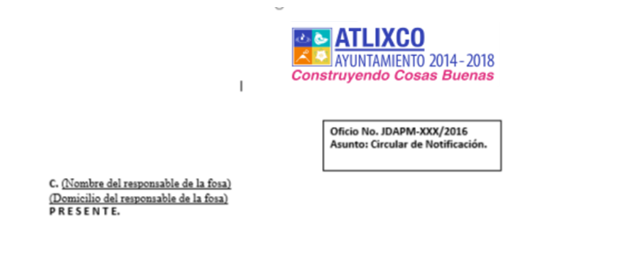 ATLIXCO
AYUNTAMIENTO 2014-2018
Construyendo Cosas Buenas
Oficio No. JDAPM-XXX/2016
Asunto: Circular de Notificación.
C. (Nombre del responsable de la fosa)
(Domicilio del responsable de la fosa)
P R E S E N T E.